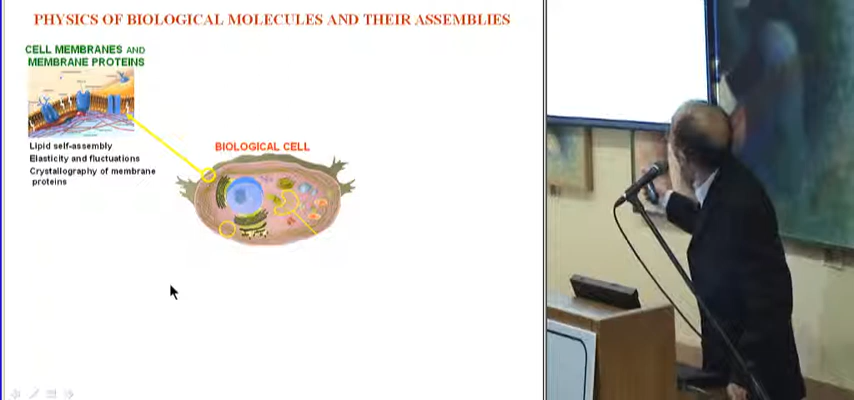 PHYSICS OF BIOLOGICAL MOLECULES AND THEIR ASSEMBLIES
CELL MEMBRANES AND
MEMBRANE PROTEINS
Lipid self-assembly
Elasticity and fluctuations
Crystallography of membrane
proteins
BIOLOGICAL CELL